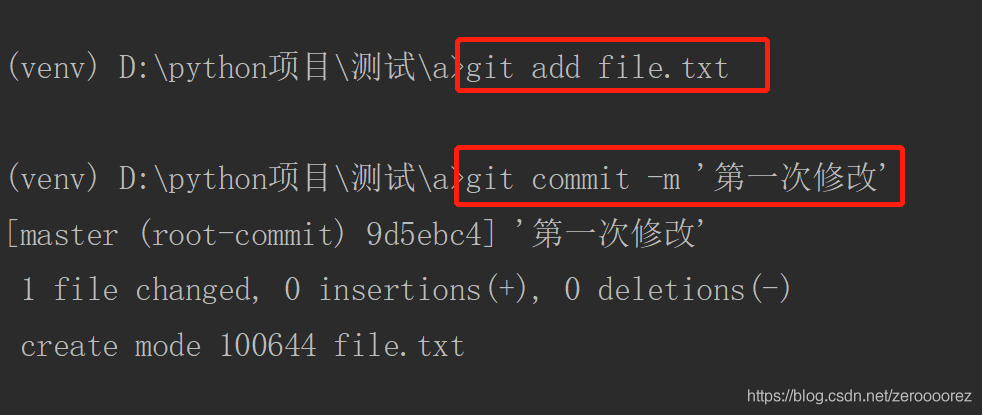 (venv) D:\python项目\测试\a>git add file.txt
(venv) D:\python项目\测试\a>git commit -m '第一次修改'
[master (root-commit) 9d5ebc4] '第一次修改'
1 file changed, 0 insertions(+), 0 deletions(-)
create mode 100644 file.txt
https://blog.csdn.net/zeroooorez